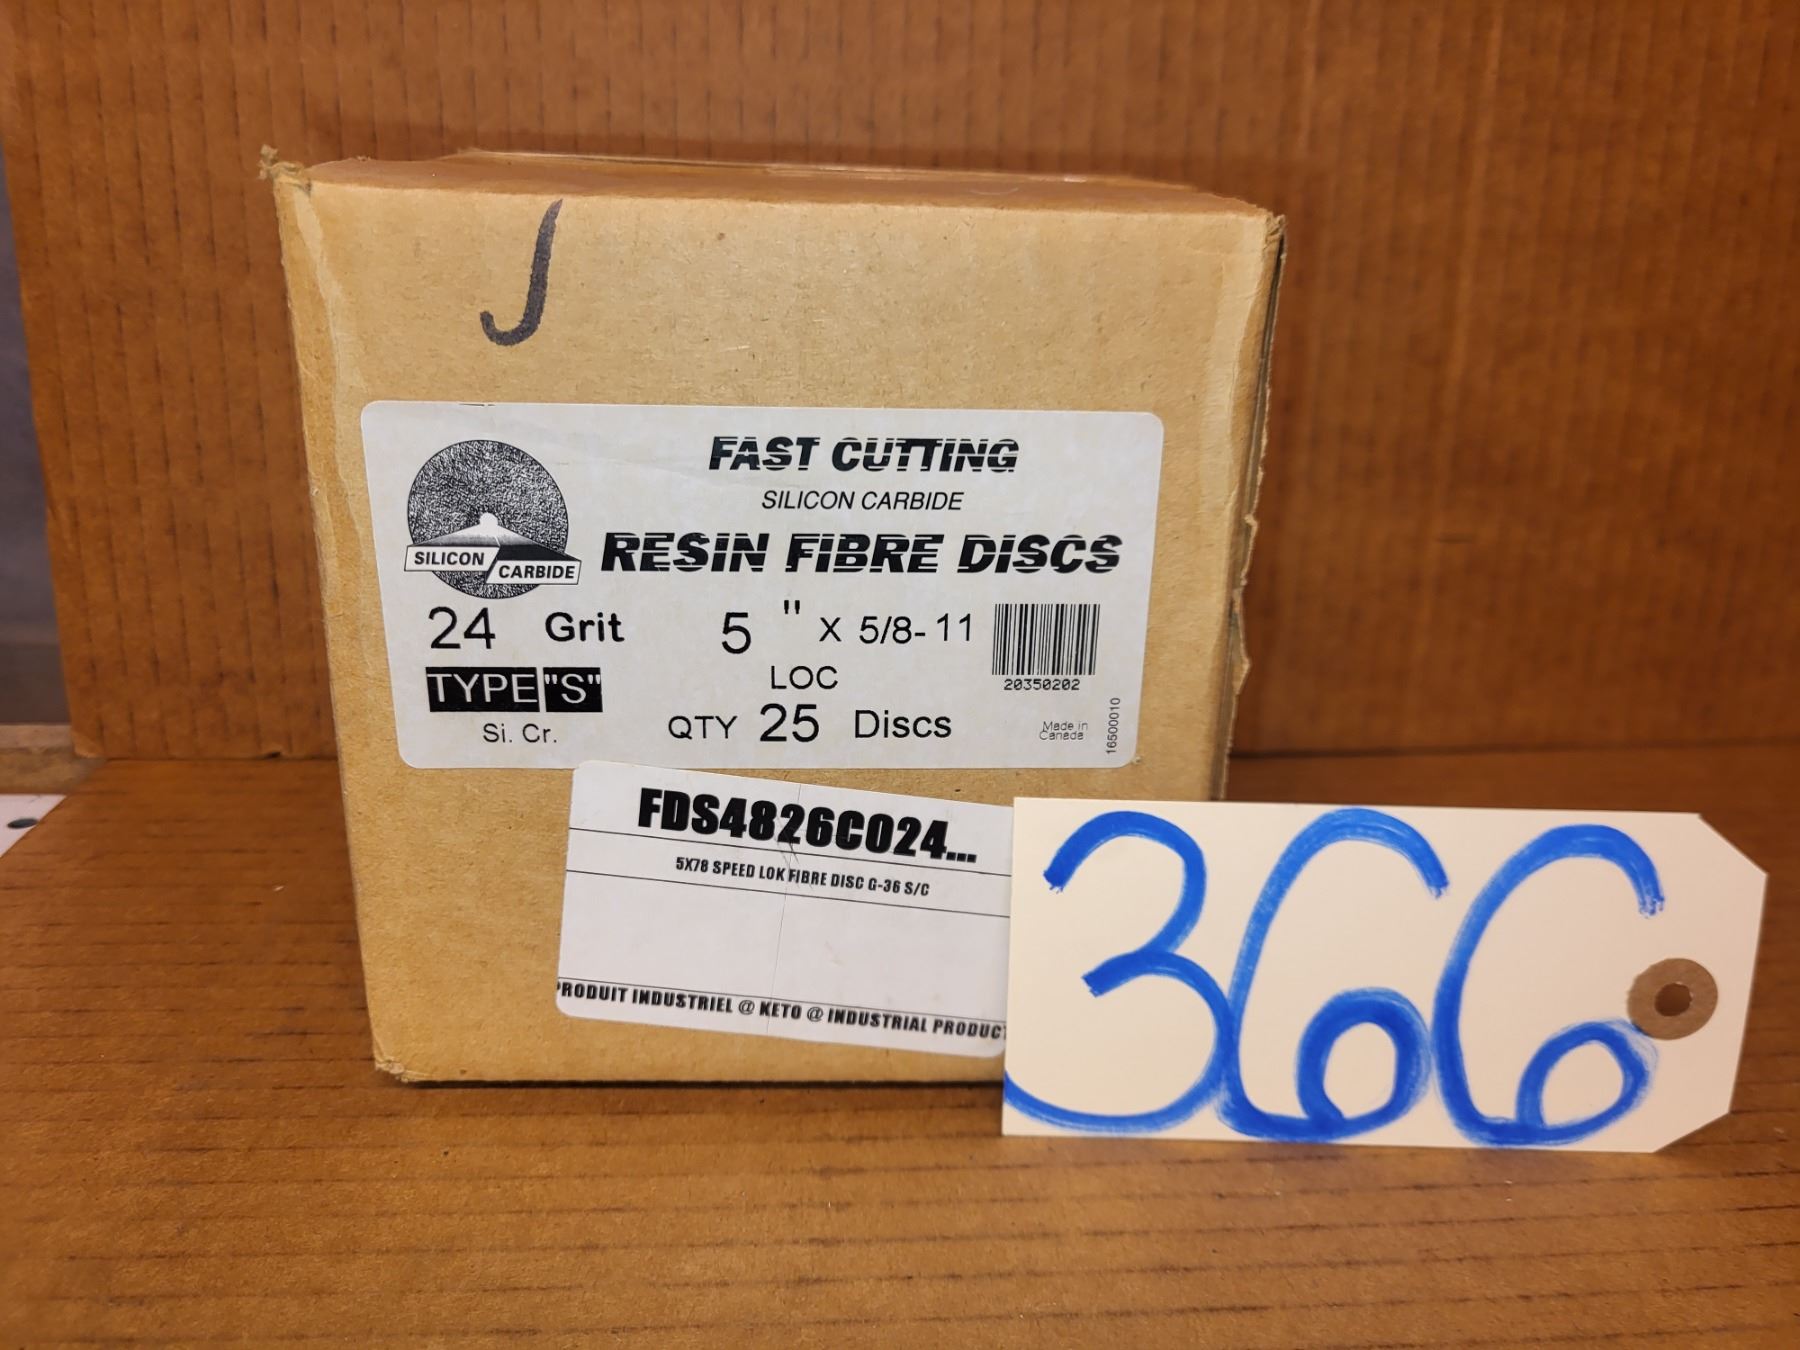 J
FAST CUTTING
SILICON CARBIDE
RESIN FIBRE DISCS
SILICON CARBIDE
24 Grit 5 " X 5/8-11
LOC
TYPE "S"
Si. Cr.
QTY 25 Discs
20350202
Made in
Canada
16500010
FDS4826C024...
5X78 SPEED LOK FIBRE DISC G-36 S/C
PRODUIT INDUSTRIEL @ KETO @ INDUSTRIAL PRODUCT
366